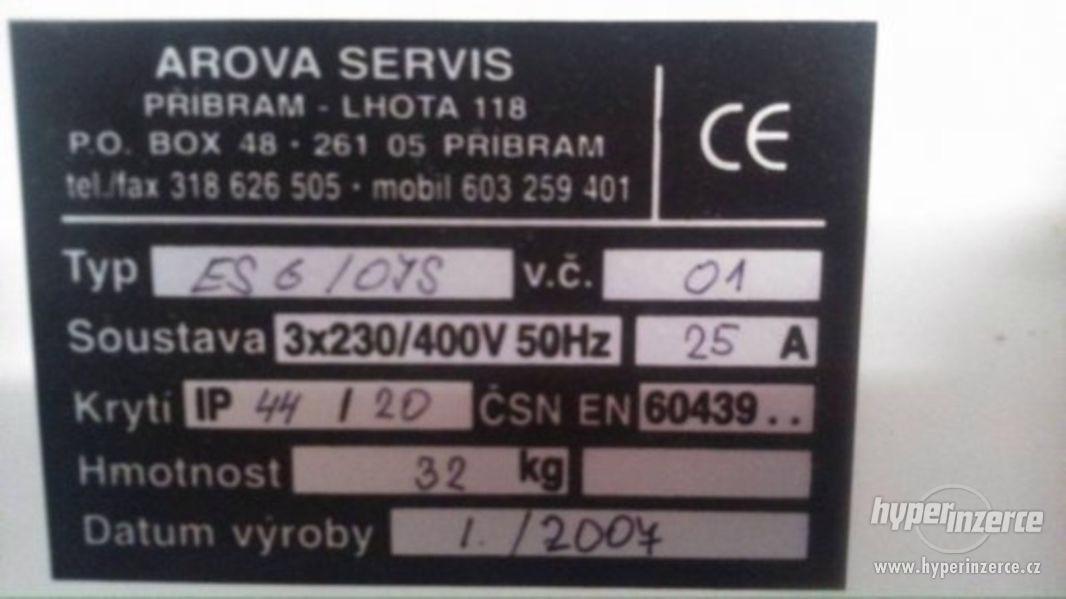 AROVA SERVIS
PŘÍBRAM - LHOTA 118
P.O. BOX 48 · 261 05 PŘÍBRAM
tel./fax 318 626 505 · mobil 603 259 401
CE
Typ ES 6 / 07S v.č. 01
Soustava 3x230/400V 50Hz 25 A
Krytí IP 44 / 20 ČSN EN 60439 . .
Hmotnost 32 kg
Datum výroby 1. / 2007
hyperinzerce
www.hyperinzerce.cz